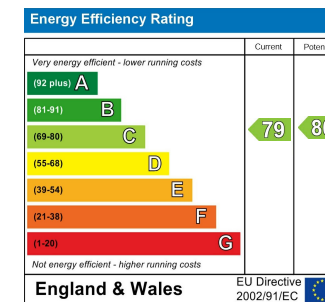 Energy Efficiency Rating
Current
Very energy efficient - lower running costs
(92 plus) A
(81-91) B
(69-80) C
79
(55-68) D
(39-54) E
(21-38) F
(1-20) G
Not energy efficient - higher running costs
England & Wales
EU Directive
2002/91/EC